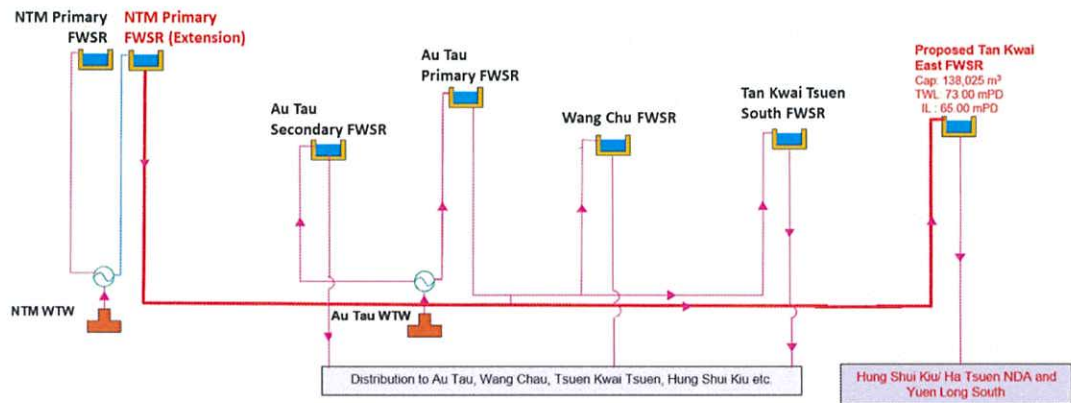 NTM Primary
FWSR
NTM Primary
FWSR (Extension)
Au Tau
Primary FWSR
Au Tau
Secondary FWSR
Wang Chu FWSR
Tan Kwai Tsuen
South FWSR
Proposed Tan Kwai
East FWSR
Cap: 138,025 m³
TWL: 73.00 mPD
IL : 65.00 mPD
NTM WTW
Au Tau WTW
Distribution to Au Tau, Wang Chau, Tsuen Kwai Tsuen, Hung Shui Kiu etc.
Hung Shui Kiu/ Ha Tsuen NDA and
Yuen Long South